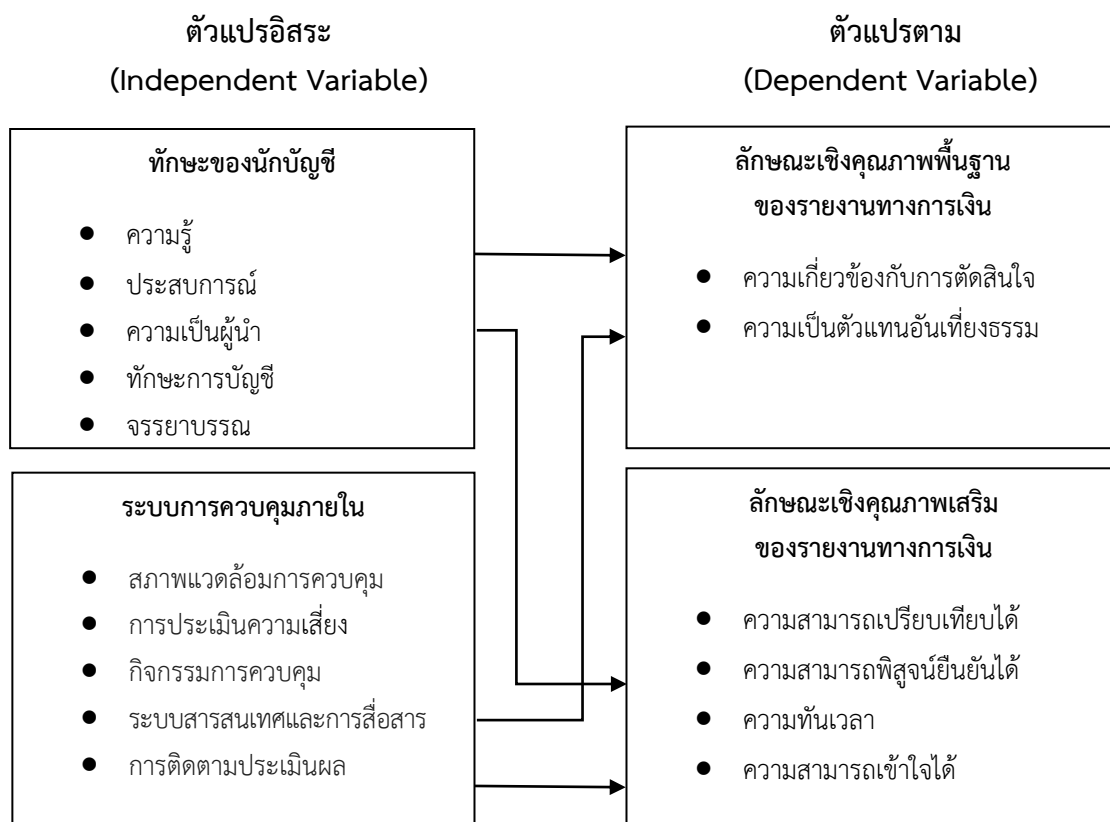 ตัวแปรอิสระ
(Independent Variable)
ตัวแปรตาม
(Dependent Variable)
ทักษะของนักบัญชี
● ความรู้
● ประสบการณ์
● ความเป็นผู้นำ
● ทักษะการบัญชี
● จรรยาบรรณ
ลักษณะเชิงคุณภาพพื้นฐาน
ของรายงานทางการเงิน
● ความเกี่ยวข้องกับการตัดสินใจ
● ความเป็นตัวแทนอันเที่ยงธรรม
ระบบการควบคุมภายใน
● สภาพแวดล้อมการควบคุม
● การประเมินความเสี่ยง
● กิจกรรมการควบคุม
● ระบบสารสนเทศและการสื่อสาร
● การติดตามประเมินผล
ลักษณะเชิงคุณภาพเสริม
ของรายงานทางการเงิน
● ความสามารถเปรียบเทียบได้
● ความสามารถพิสูจน์ยืนยันได้
● ความทันเวลา
● ความสามารถเข้าใจได้